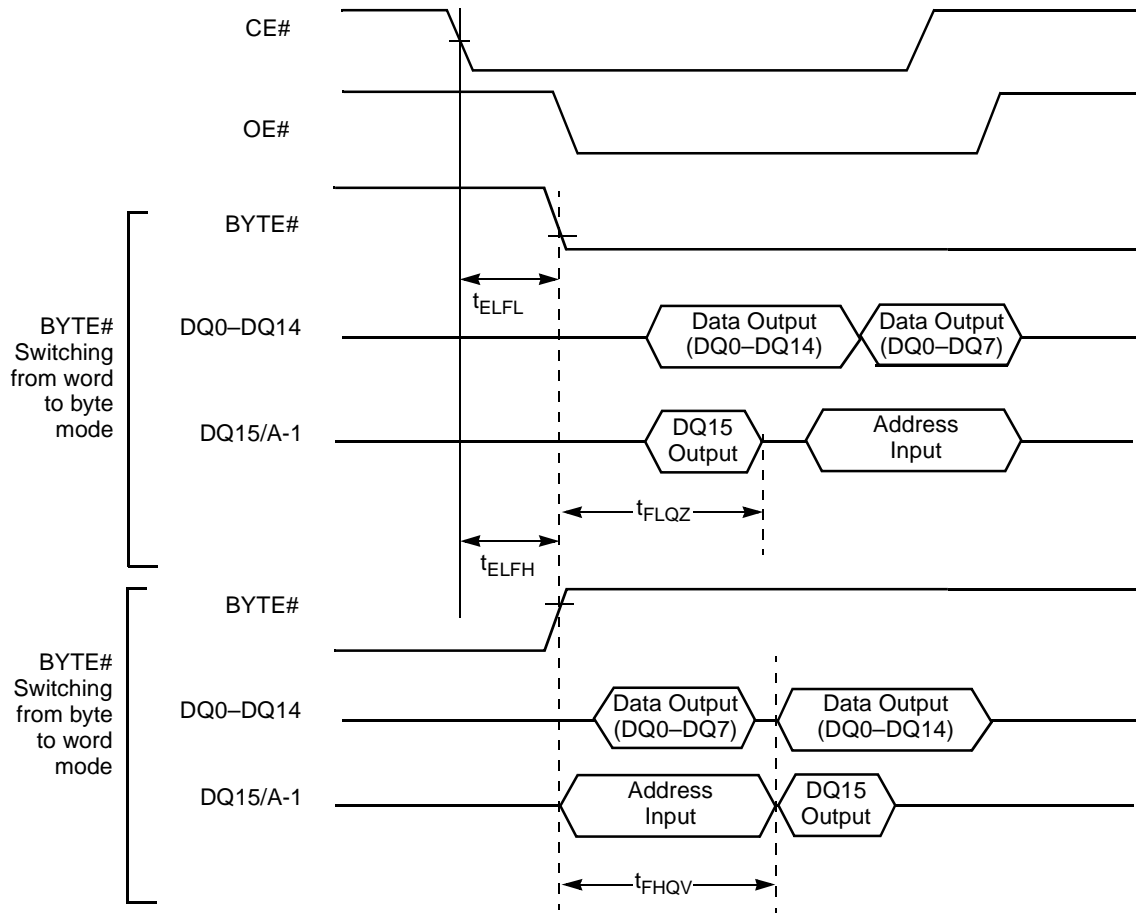 CE#
OE#
BYTE#
tELFL
BYTE#
Switching
from word
to byte
mode
DQ0–DQ14
Data Output
(DQ0–DQ14)
Data Output
(DQ0–DQ7)
DQ15/A-1
DQ15
Output
Address
Input
tFLQZ
tELFH
BYTE#
BYTE#
Switching
from byte
to word
mode
DQ0–DQ14
Data Output
(DQ0–DQ7)
Data Output
(DQ0–DQ14)
DQ15/A-1
Address
Input
DQ15
Output
tFHQV